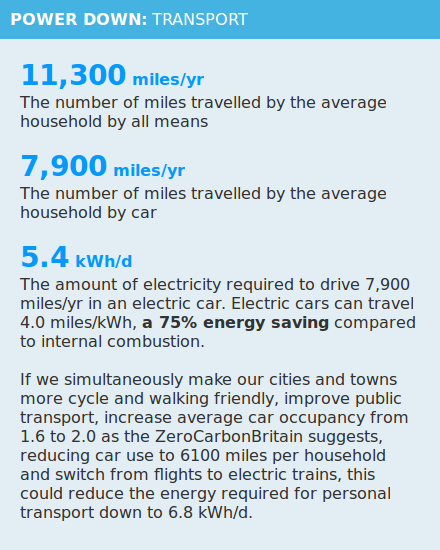 POWER DOWN: TRANSPORT
11,300 miles/yr
The number of miles travelled by the average
household by all means
7,900 miles/yr
The number of miles travelled by the average
household by car
5.4 kWh/d
The amount of electricity required to drive 7,900
miles/yr in an electric car. Electric cars can travel
4.0 miles/kWh, a 75% energy saving compared
to internal combustion.
If we simultaneously make our cities and towns
more cycle and walking friendly, improve public
transport, increase average car occupancy from
1.6 to 2.0 as the ZeroCarbonBritain suggests,
reducing car use to 6100 miles per household
and switch from flights to electric trains, this
could reduce the energy required for personal
transport down to 6.8 kWh/d.